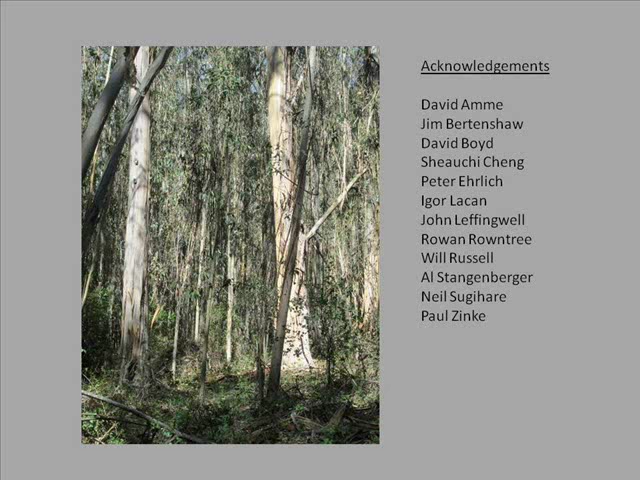 Acknowledgements
David Amme
Jim Bertenshaw
David Boyd
Sheauchi Cheng
Peter Ehrlich
Igor Lacan
John Leffingwell
Rowan Rowntree
Will Russell
Al Stangenberger
Neil Sugihare
Paul Zinke